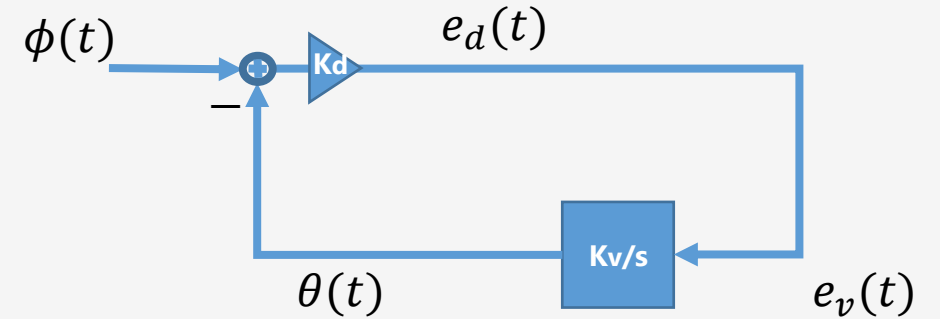 ϕ(t)
e_d(t)
Kd
−
Kv/s
θ(t)
e_v(t)